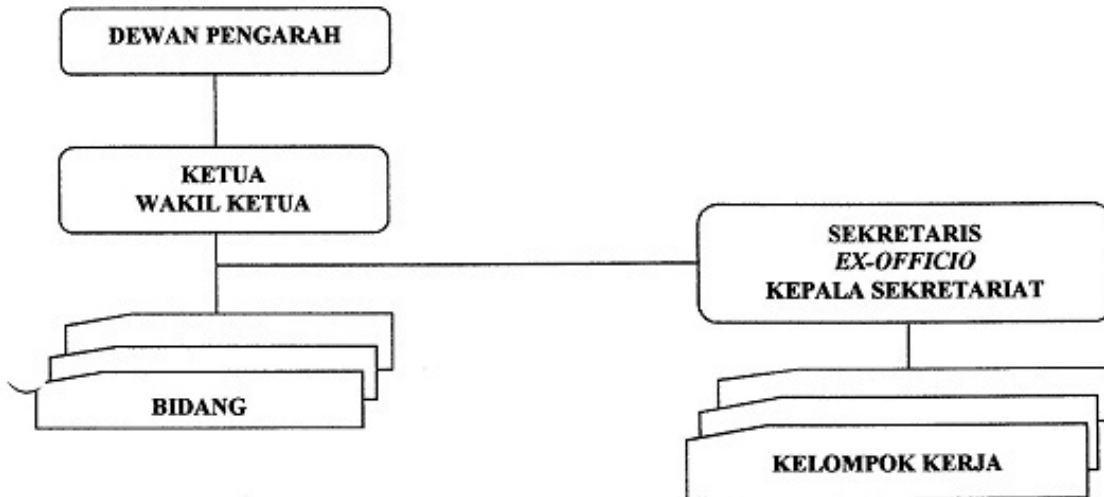 DEWAN PENGARAH
KETUA
WAKIL KETUA
SEKRETARIS
EX-OFFICIO
KEPALA SEKRETARIAT
BIDANG
KELOMPOK KERJA